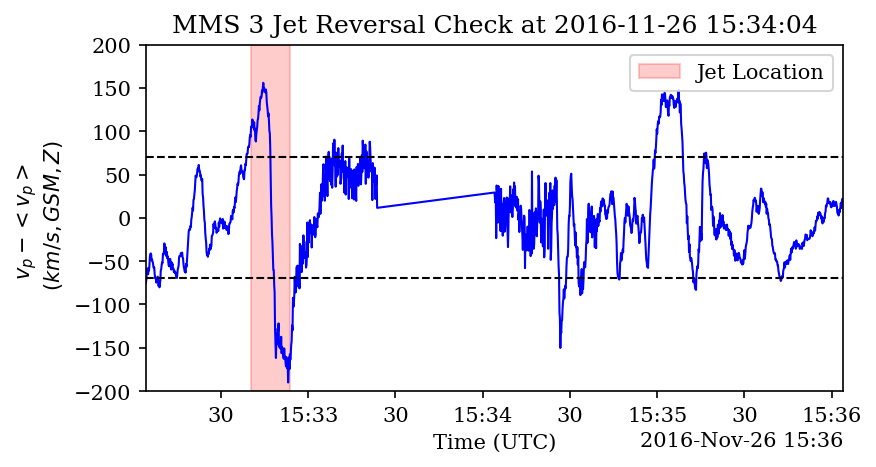 MMS 3 Jet Reversal Check at 2016-11-26 15:34:04
Jet Location
200
150
100
50
0
−50
−100
−150
−200
v_p − < v_p >
(km/s, GSM, Z)
30
15:33
30
15:34
30
15:35
30
15:36
Time (UTC)
2016-Nov-26 15:36